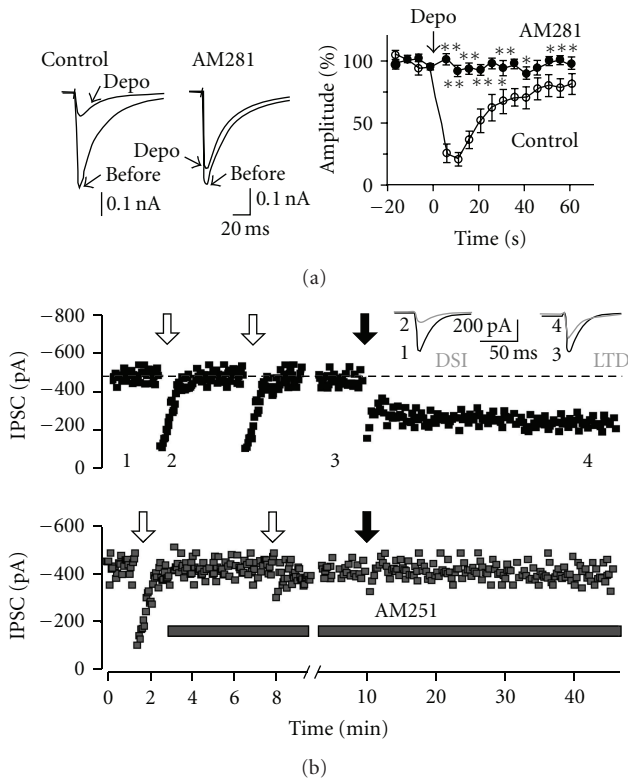 Control
AM281
Depo
Depo
Before
Before
0.1 nA
0.1 nA
20 ms
Depo
AM281
** ** * ***
** *** 
100
75
50
25
0
Amplitude (%)
Control
−20 0 20 40 60
Time (s)
(a)
−800
−600
−400
−200
0
IPSC (pA)
2
1
200 pA
50 ms
DSI
4
3
LTD
1 2 3 4
−600
−400
−200
0
IPSC (pA)
AM251
0 2 4 6 8 10 20 30 40
Time (min)
(b)